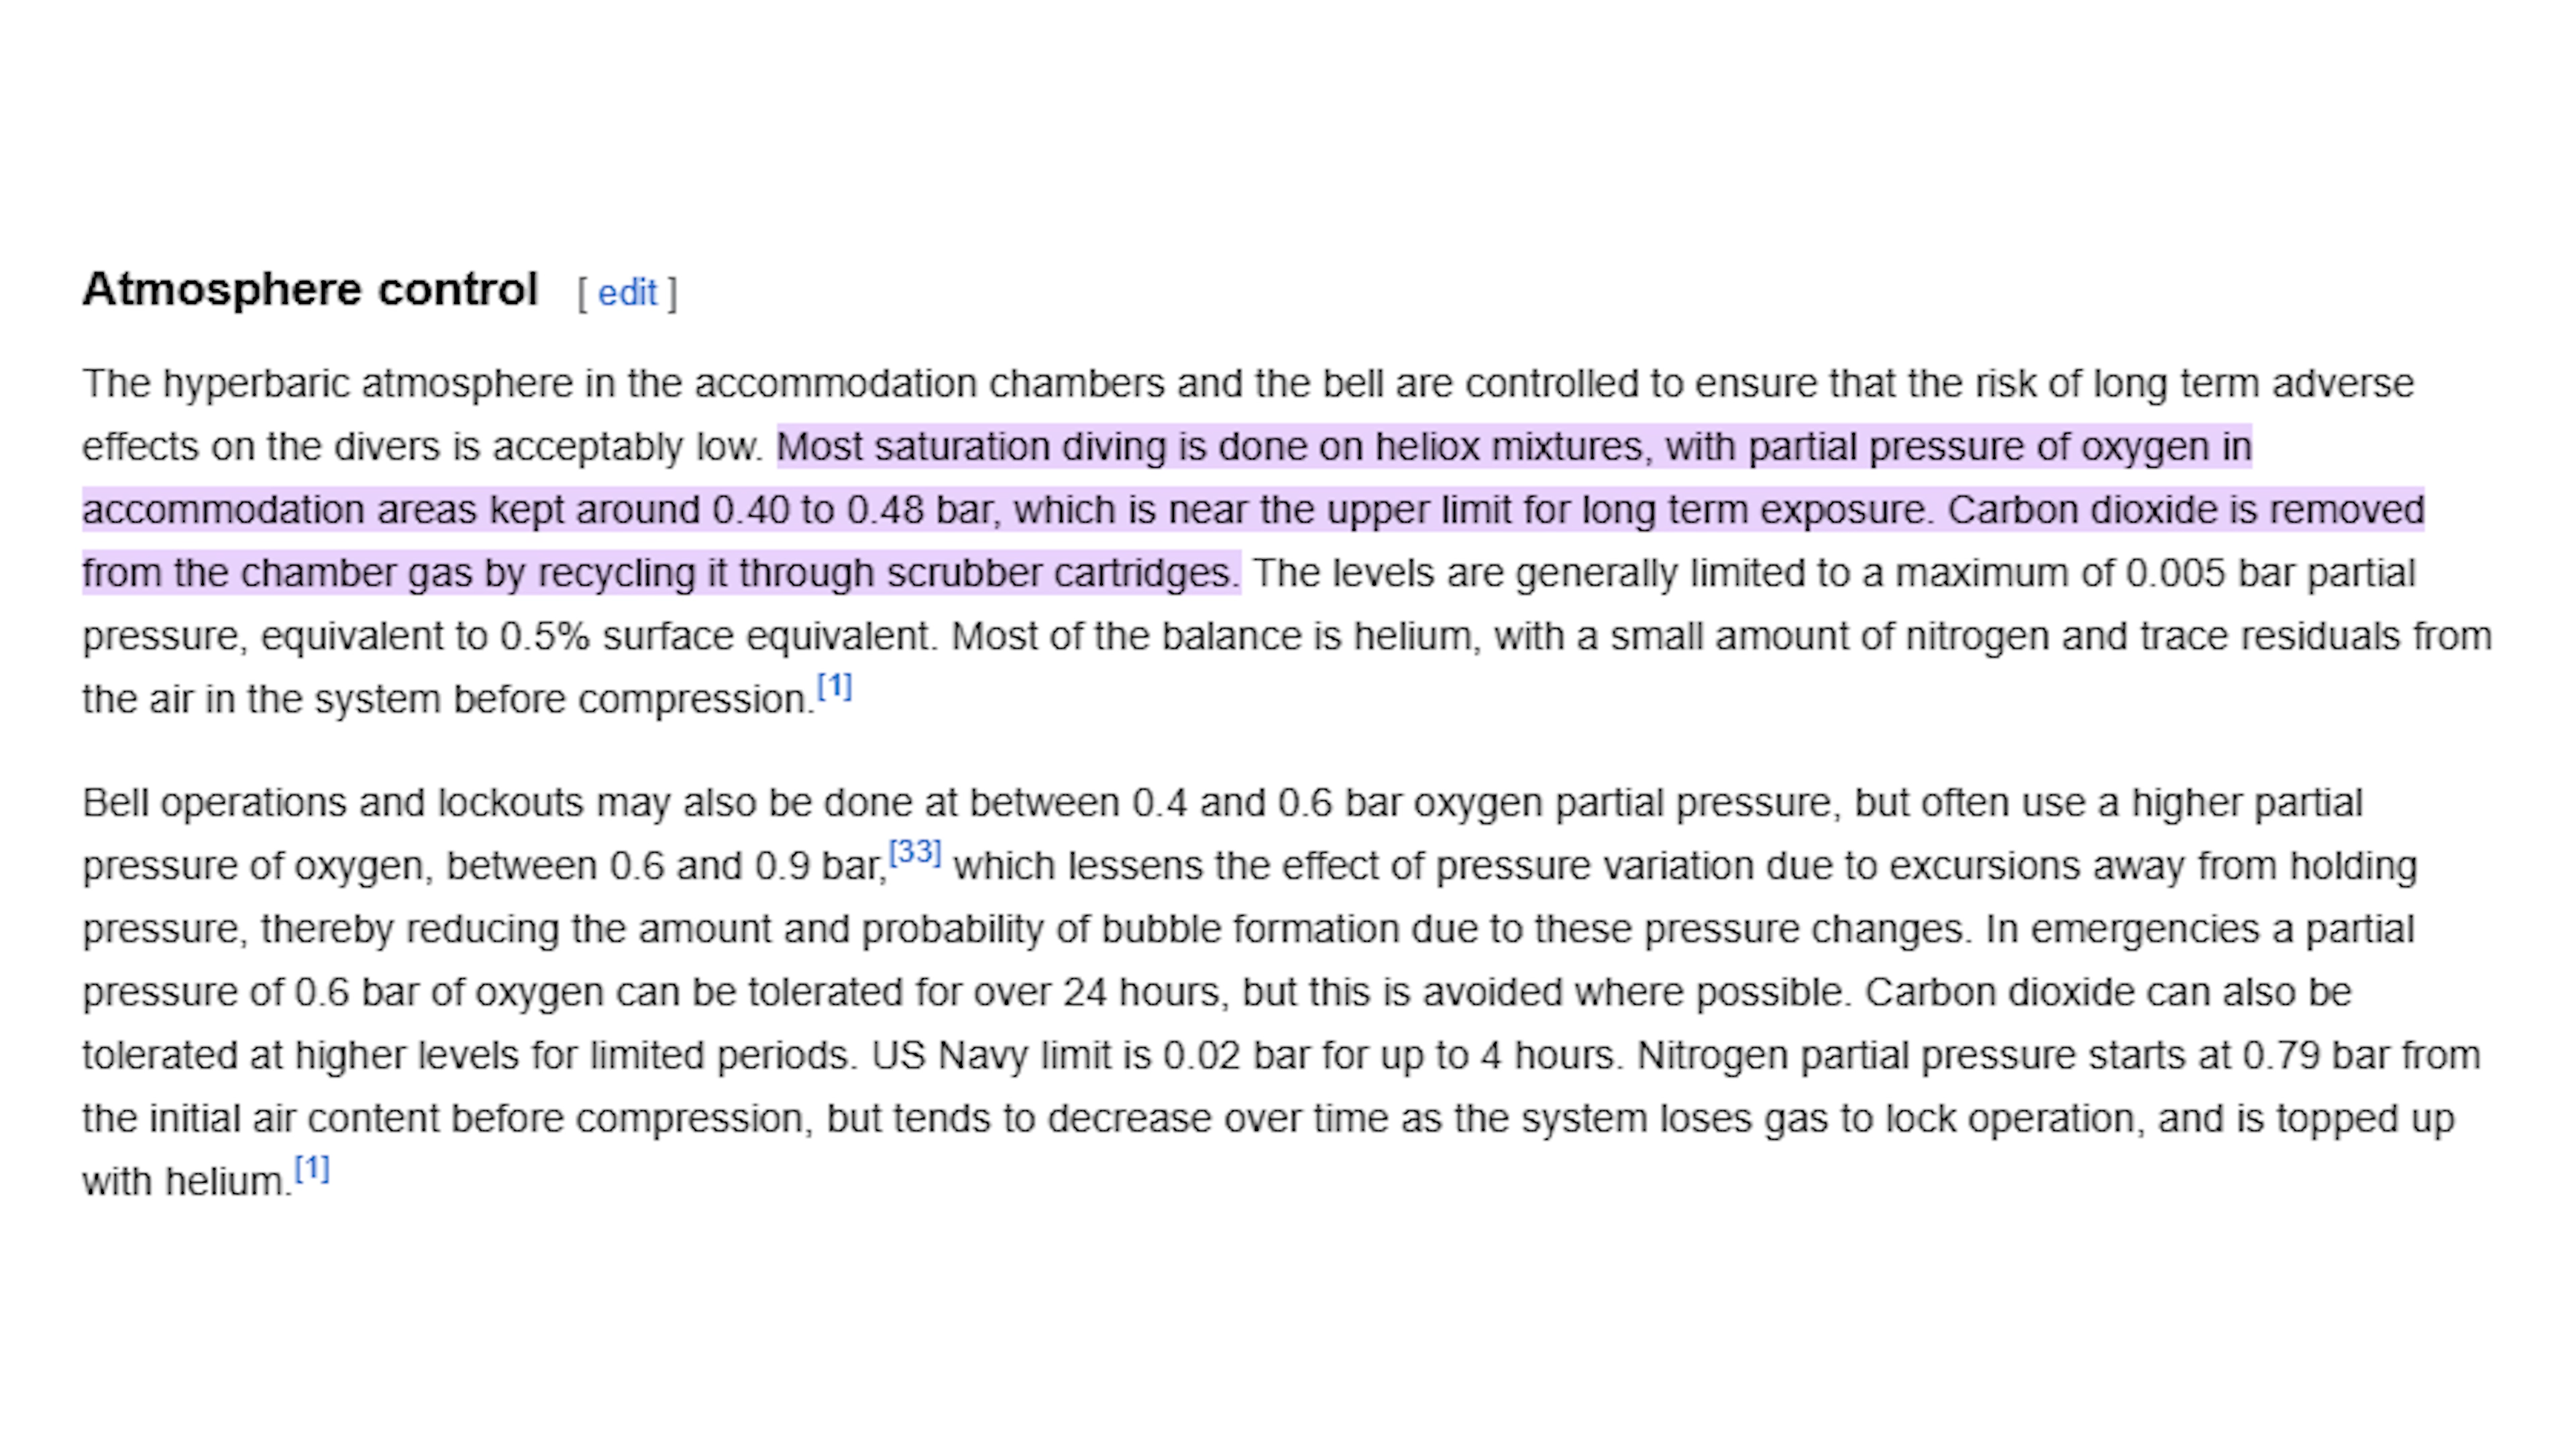 Atmosphere control [ edit ]
The hyperbaric atmosphere in the accommodation chambers and the bell are controlled to ensure that the risk of long term adverse
effects on the divers is acceptably low. Most saturation diving is done on heliox mixtures, with partial pressure of oxygen in
accommodation areas kept around 0.40 to 0.48 bar, which is near the upper limit for long term exposure. Carbon dioxide is removed
from the chamber gas by recycling it through scrubber cartridges. The levels are generally limited to a maximum of 0.005 bar partial
pressure, equivalent to 0.5% surface equivalent. Most of the balance is helium, with a small amount of nitrogen and trace residuals from
the air in the system before compression.[1]
Bell operations and lockouts may also be done at between 0.4 and 0.6 bar oxygen partial pressure, but often use a higher partial
pressure of oxygen, between 0.6 and 0.9 bar,[33] which lessens the effect of pressure variation due to excursions away from holding
pressure, thereby reducing the amount and probability of bubble formation due to these pressure changes. In emergencies a partial
pressure of 0.6 bar of oxygen can be tolerated for over 24 hours, but this is avoided where possible. Carbon dioxide can also be
tolerated at higher levels for limited periods. US Navy limit is 0.02 bar for up to 4 hours. Nitrogen partial pressure starts at 0.79 bar from
the initial air content before compression, but tends to decrease over time as the system loses gas to lock operation, and is topped up
with helium.[1]